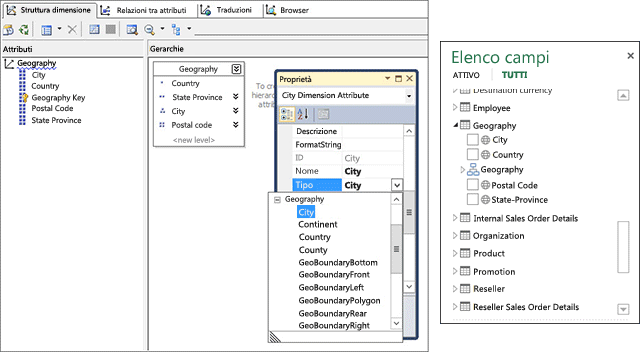 Struttura dimensione
Relazioni tra attributi
Traduzioni
Browser
Attributi
Geography
City
Country
Geography Key
Postal Code
State Province
Gerarchie
Geography
Country
State Province
City
Postal code
<new level>
To cre
hierarc
attrib
Proprietà
City Dimension Attribute
Descrizione
FormatString
ID City
Nome City
Tipo City
Geography
City
Continent
Country
County
GeoBoundaryBottom
GeoBoundaryFront
GeoBoundaryLeft
GeoBoundaryPolygon
GeoBoundaryRear
GeoBoundaryRight
Elenco campi
ATTIVO TUTTI
Destination currency
Employee
Geography
City
Country
Geography
Postal Code
State-Province
Internal Sales Order Details
Organization
Product
Promotion
Reseller
Reseller Sales Order Details